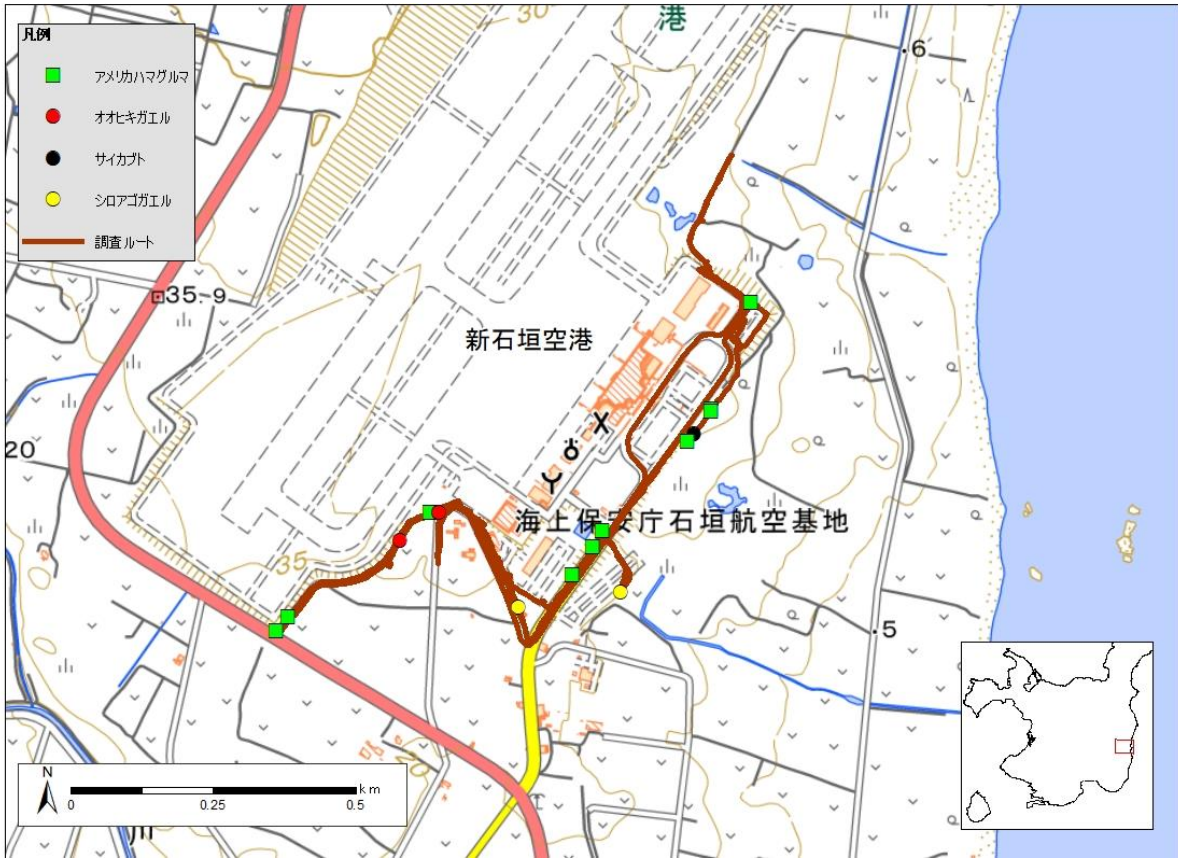 凡例
アメリカハマグルマ
オオヒキガエル
サイカブト
シロアゴガエル
調査ルート
30
港
6
35.9
新石垣空港
20
海上保安庁石垣航空基地
35
5
20
N
0
0.25
0.5
km
川